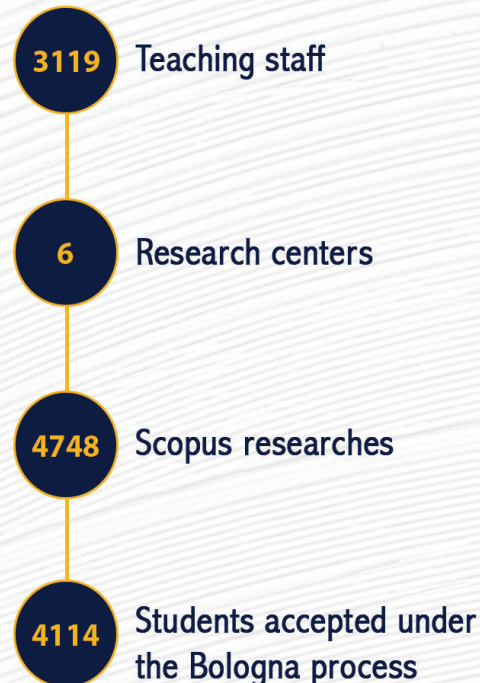 3119 Teaching staff
6 Research centers
4748 Scopus researches
4114 Students accepted under
the Bologna process